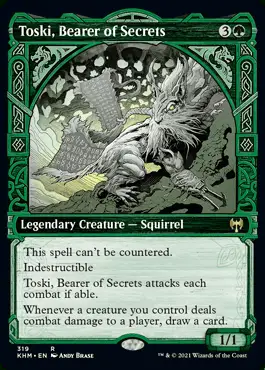 Toski, Bearer of Secrets 3
Legendary Creature — Squirrel
This spell can't be countered.
Indestructible
Toski, Bearer of Secrets attacks each
combat if able.
Whenever a creature you control deals
combat damage to a player, draw a card.
1/1
319 R
KHM • EN Andy Brase
™ & © 2021 Wizards of the Coast